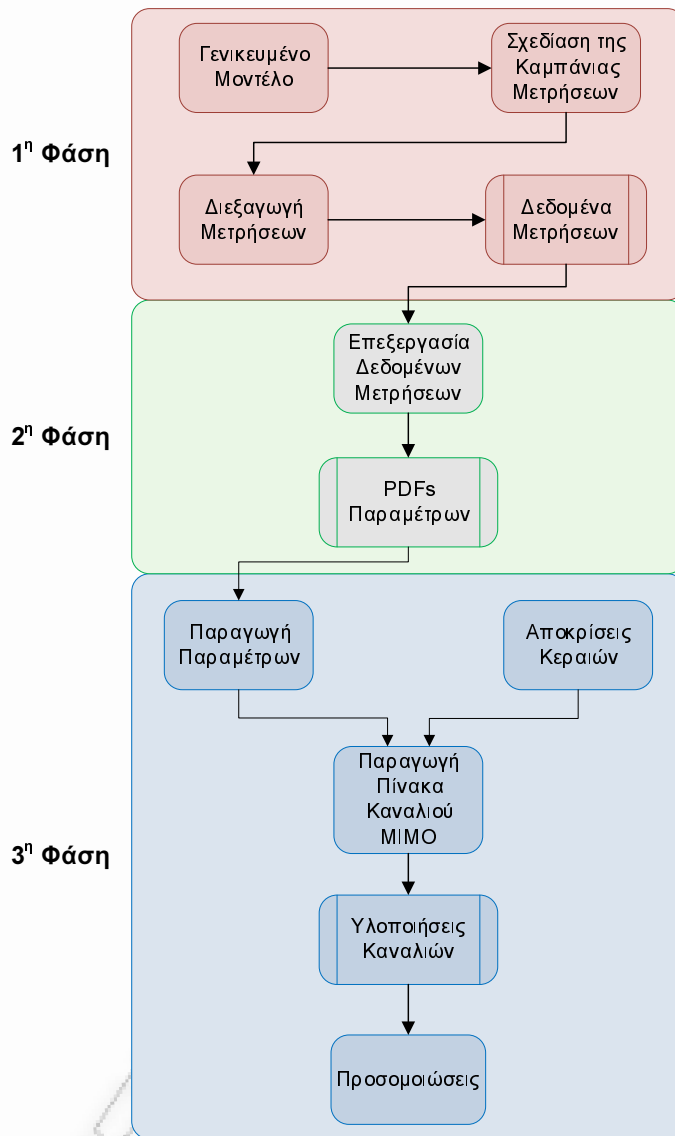 Γενικευμένο
Μοντέλο
Σχεδίαση της
Καμπάνιας
Μετρήσεων
1η Φάση
Διεξαγωγή
Μετρήσεων
Δεδομένα
Μετρήσεων
Επεξεργασία
Δεδομένων
Μετρήσεων
2η Φάση
PDFs
Παραμέτρων
Παραγωγή
Παραμέτρων
Αποκρίσεις
Κεραιών
Παραγωγή
Πίνακα
Καναλιού
MIMO
3η Φάση
Υλοποιήσεις
Καναλιών
Προσομοιώσεις